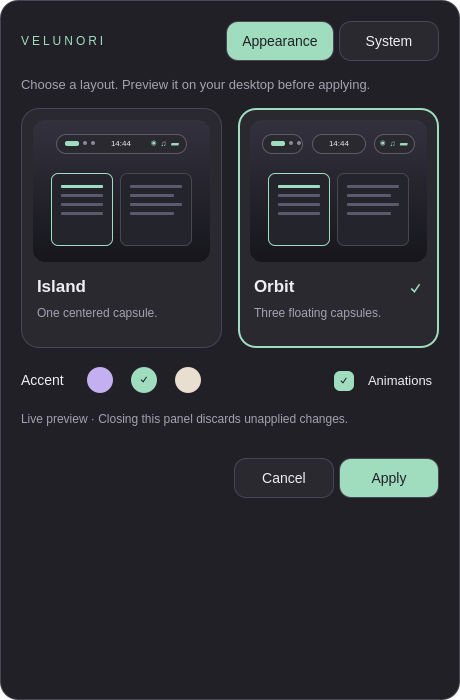 VELUNORI
Appearance
System
Choose a layout. Preview it on your desktop before applying.
14:44
14:44
Island
One centered capsule.
Orbit
Three floating capsules.
Accent
Animations
Live preview · Closing this panel discards unapplied changes.
Cancel
Apply